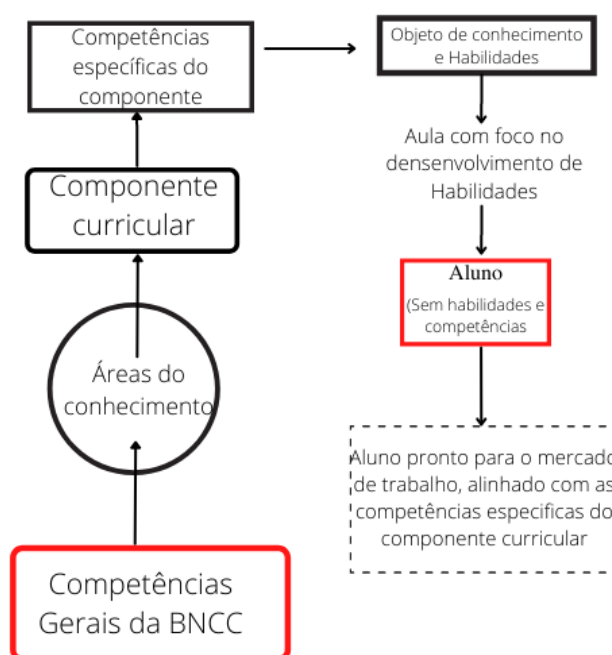 Competências
específicas do
componente
Objeto de conhecimento
e Habilidades
Aula com foco no
densenvolvimento de
Habilidades
Componente
curricular
Aluno
(Sem habilidades e
competências
Áreas do
conhecimento
Aluno pronto para o mercado
de trabalho, alinhado com as
competências especificas do
componente curricular
Competências
Gerais da BNCC